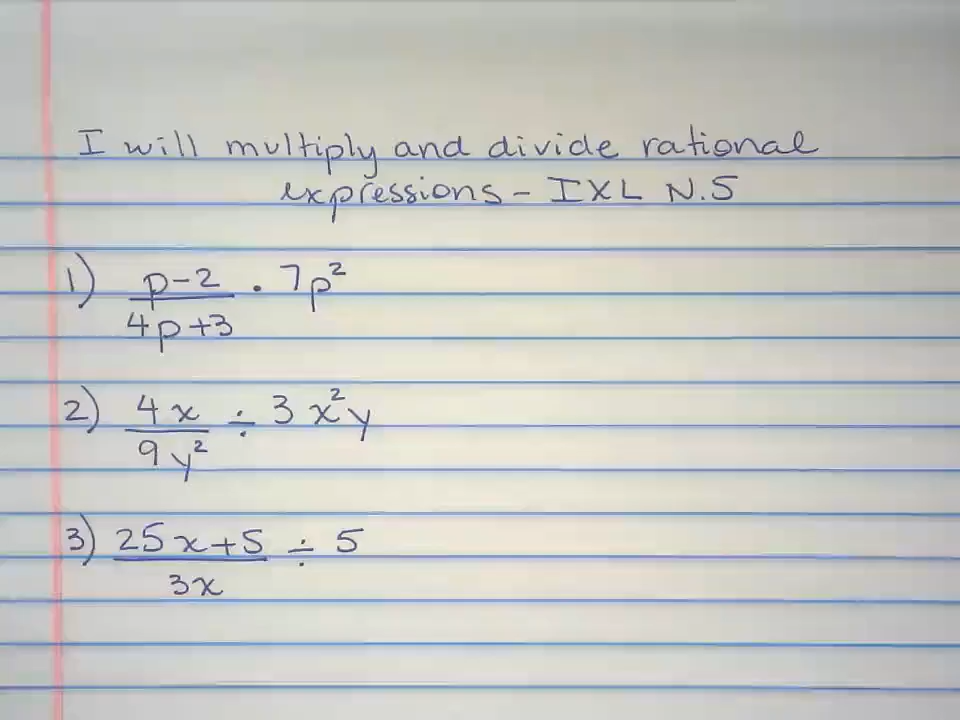 I will multiply and divide rational
expressions - IXL N.5
1) p-2 / 4p+3 · 7p²
2) 4x / 9y² ÷ 3x²y
3) 25x+5 / 3x ÷ 5